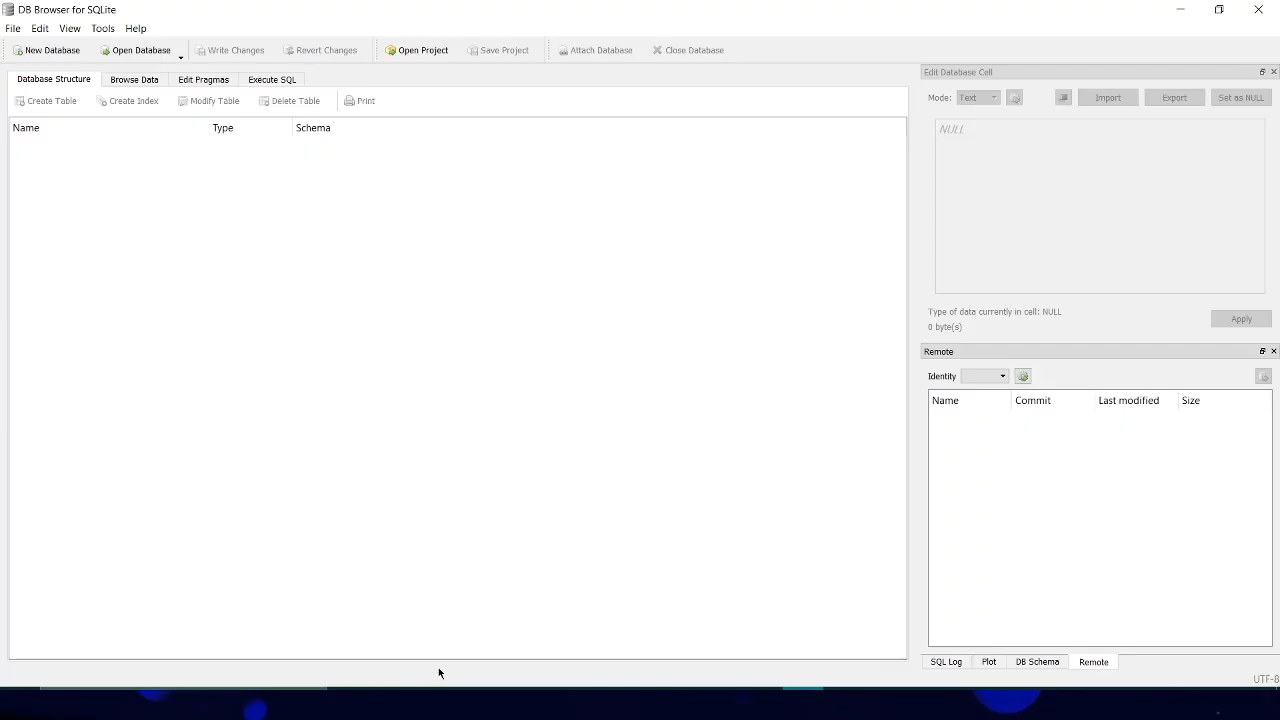 DB Browser for SQLite
File Edit View Tools Help
New Database Open Database Write Changes Revert Changes Open Project Save Project Attach Database Close Database
Database Structure Browse Data Edit Pragmas Execute SQL
Create Table Create Index Modify Table Delete Table Print
Name Type Schema
Edit Database Cell
Mode: Text Import Export Set as NULL
NULL
Type of data currently in cell: NULL
0 byte(s)
Apply
Remote
Identity
Name Commit Last modified Size
SQL Log Plot DB Schema Remote
UTF-8